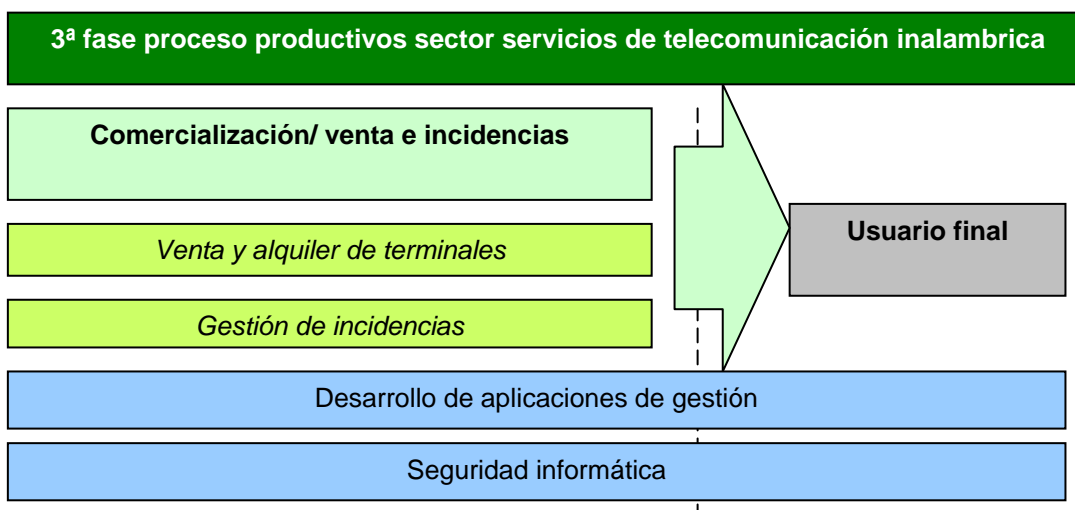 3ª fase proceso productivos sector servicios de telecomunicación inalambrica
Comercialización/ venta e incidencias
Usuario final
Venta y alquiler de terminales
Gestión de incidencias
Desarrollo de aplicaciones de gestión
Seguridad informática